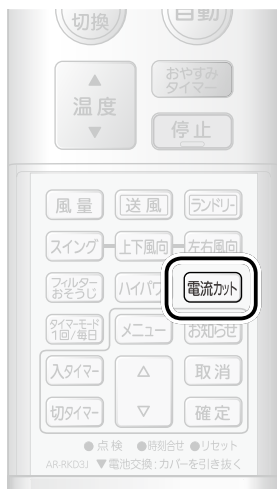 切換 自動
おやすみ
タイマー
▲
温度
▼
停止
風量 送風 ランドリー
スイング 上下風向 左右風向
フィルター
おそうじ
ハイパワ
電流カット
タイマーモード
1回/毎日
メニュー お知らせ
入タイマー △ 取消
切タイマー ▽ 確定
●点検 ●時刻合せ ●リセット
AR-RKD3J ▼電池交換:カバーを引き抜く